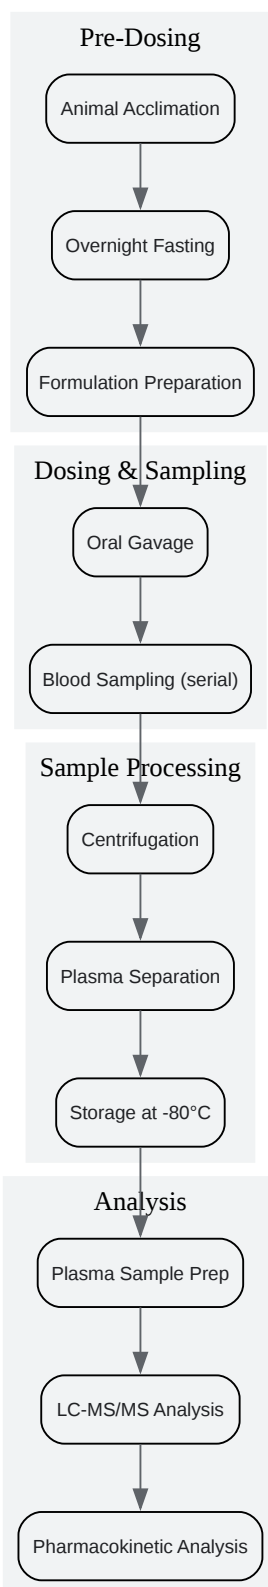 Pre-Dosing
Animal Acclimation
Overnight Fasting
Formulation Preparation
Dosing & Sampling
Oral Gavage
Blood Sampling (serial)
Sample Processing
Centrifugation
Plasma Separation
Storage at -80°C
Analysis
Plasma Sample Prep
LC-MS/MS Analysis
Pharmacokinetic Analysis